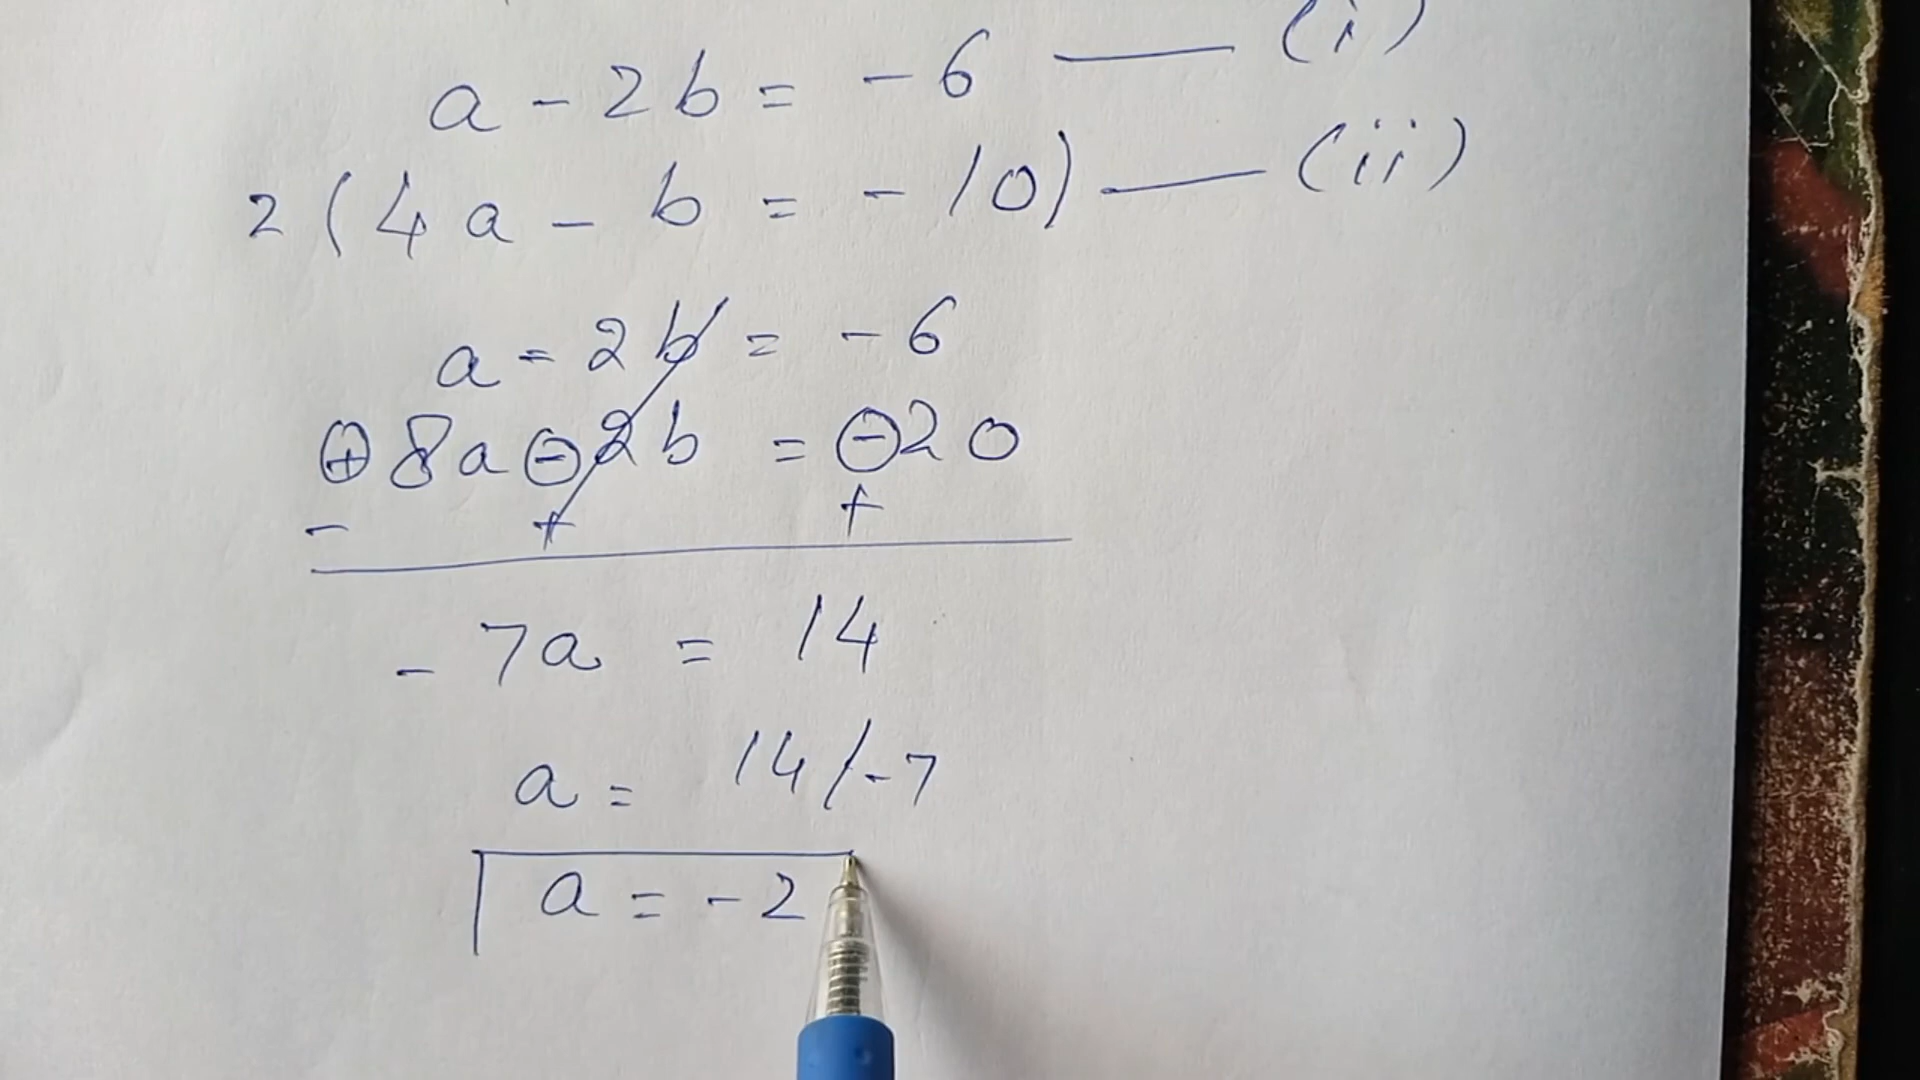 a - 2b = -6 —— (i)
2(4a - b = -10) —— (ii)
a - 2b = -6
⊕8a ⊖2b = ⊖20
- + +
-7a = 14
a = 14/-7
a = -2